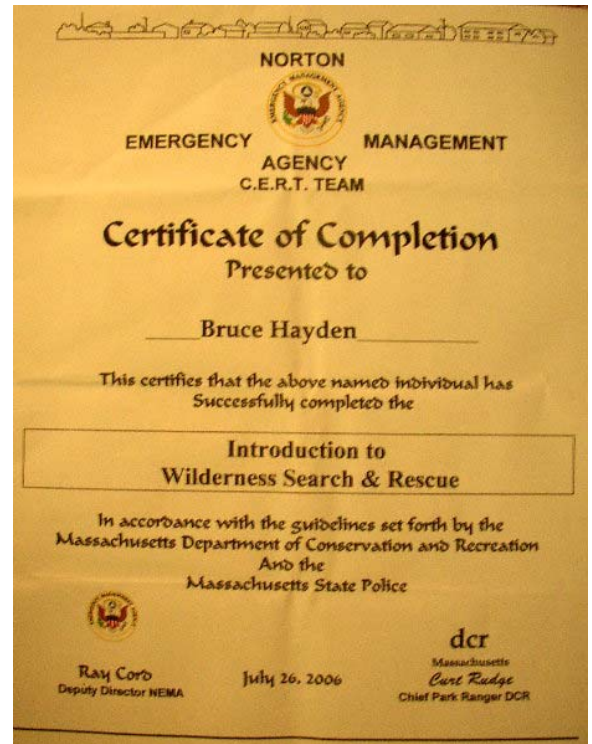 NORTON
EMERGENCY MANAGEMENT AGENCY
EMERGENCY MANAGEMENT
AGENCY
C.E.R.T. TEAM
Certificate of Completion
Presented to
Bruce Hayden
This certifies that the above named individual has
Successfully completed the
Introduction to
Wilderness Search & Rescue
In accordance with the guidelines set forth by the
Massachusetts Department of Conservation and Recreation
And the
Massachusetts State Police
dcr
Massachusetts
Ray Cord July 26, 2006 Curt Rudge
Deputy Director NEMA Chief Park Ranger DCR